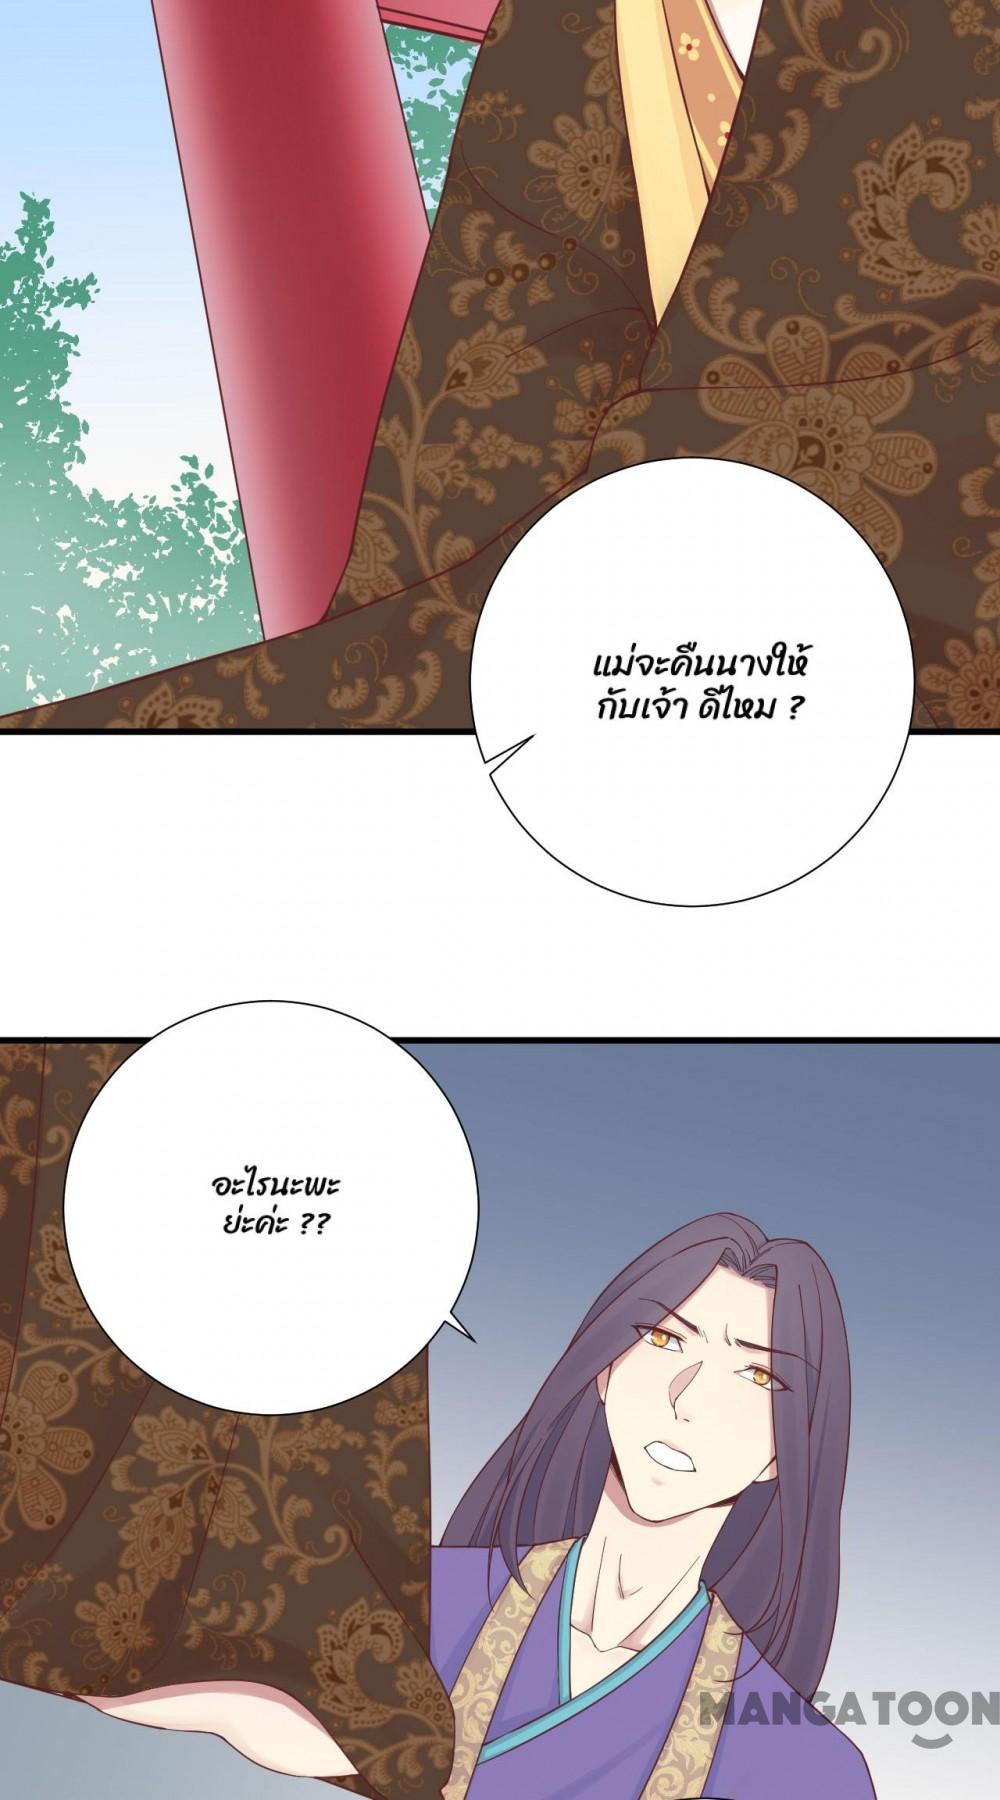 แม่จะคืนนางให้
กับเจ้า ดีไหม ?
อะไรนะพะ
ย่ะค่ะ ??
MANGATOON